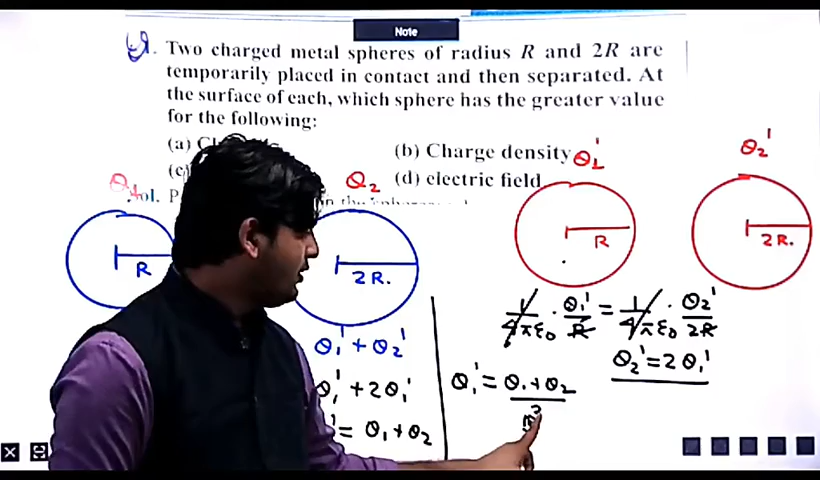 Note
Q. Two charged metal spheres of radius R and 2R are
temporarily placed in contact and then separated. At
the surface of each, which sphere has the greater value
for the following:
(b) Charge density
(d) electric field
Q₂
Q₁'
Q₂'
R
2R.
R
2R.
1/4πε₀ · Q₁'/R = 1/4πε₀ · Q₂'/2R
Q₂' = 2Q₁'
Q₁' + Q₂'
Q₁' + 2Q₁'
= Q₁ + Q₂
Q₁' = Q₁+Q₂
3